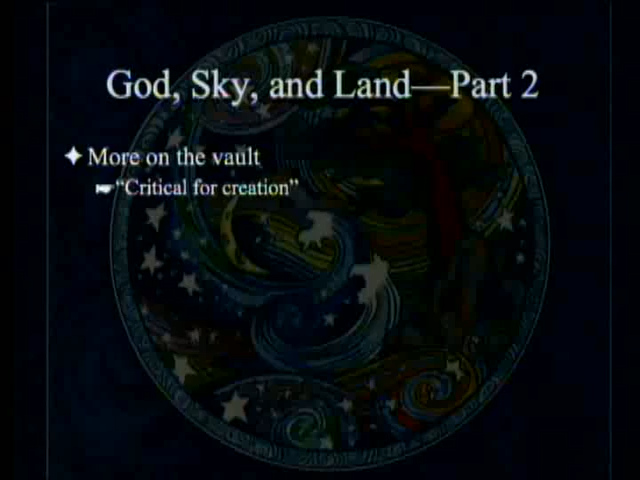 God, Sky, and Land—Part 2
More on the vault
“Critical for creation”